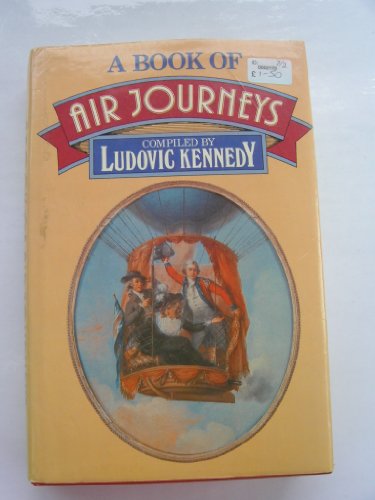 A BOOK OF
AIR JOURNEYS
COMPILED BY
LUDOVIC KENNEDY
£1-50